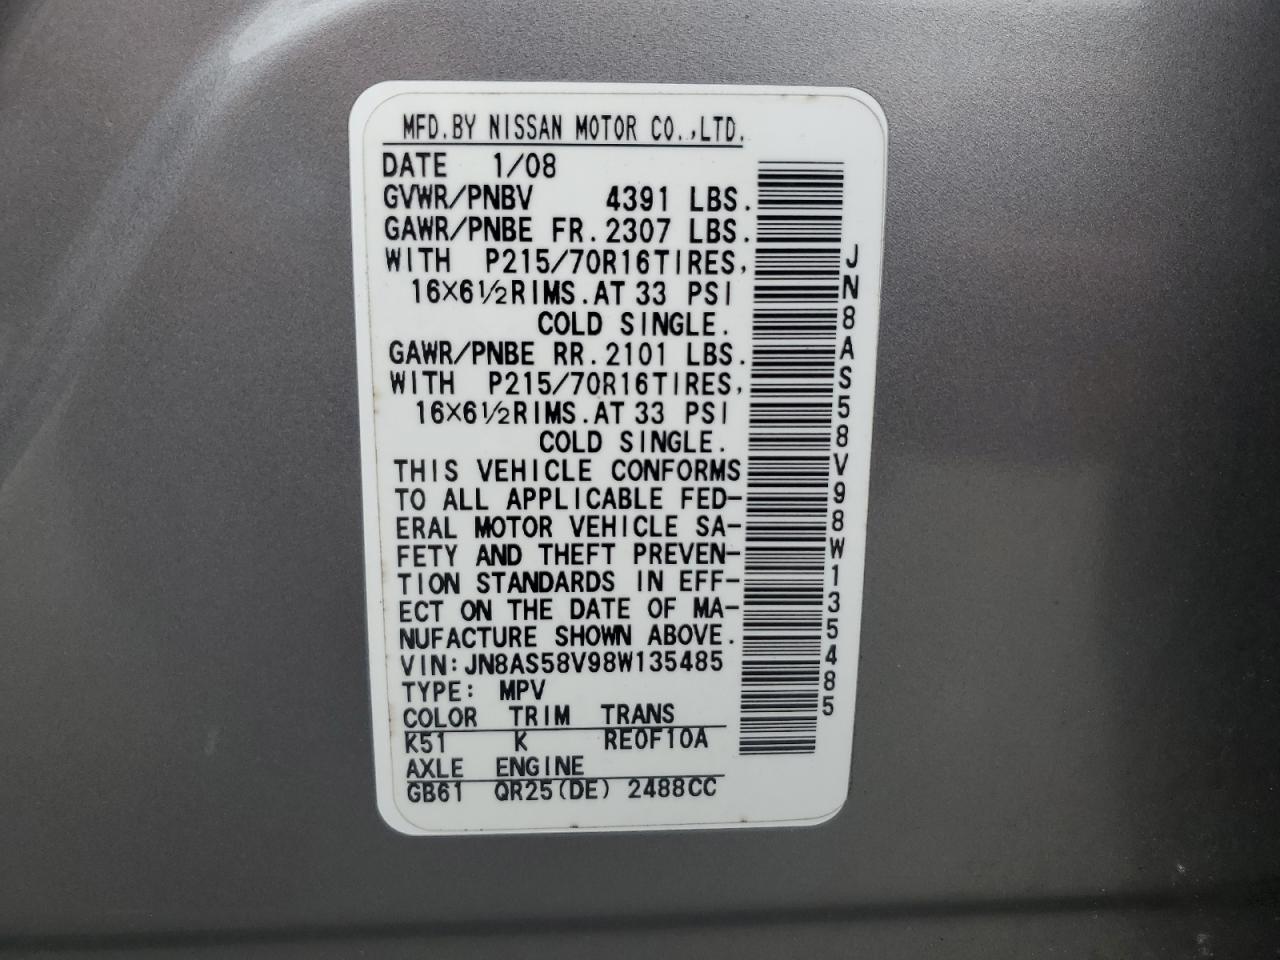 MFD.BY NISSAN MOTOR CO.,LTD.
DATE 1/08
GVWR/PNBV 4391 LBS.
GAWR/PNBE FR.2307 LBS.
WITH P215/70R16TIRES,
16X6½RIMS.AT 33 PSI
COLD SINGLE.
GAWR/PNBE RR.2101 LBS.
WITH P215/70R16TIRES,
16X6½RIMS.AT 33 PSI
COLD SINGLE.
THIS VEHICLE CONFORMS
TO ALL APPLICABLE FED-
ERAL MOTOR VEHICLE SA-
FETY AND THEFT PREVEN-
TION STANDARDS IN EFF-
ECT ON THE DATE OF MA-
NUFACTURE SHOWN ABOVE.
VIN:JN8AS58V98W135485
TYPE: MPV
COLOR TRIM TRANS
K51 K RE0F10A
AXLE ENGINE
GB61 QR25(DE) 2488CC
JN8AS58V98W135485